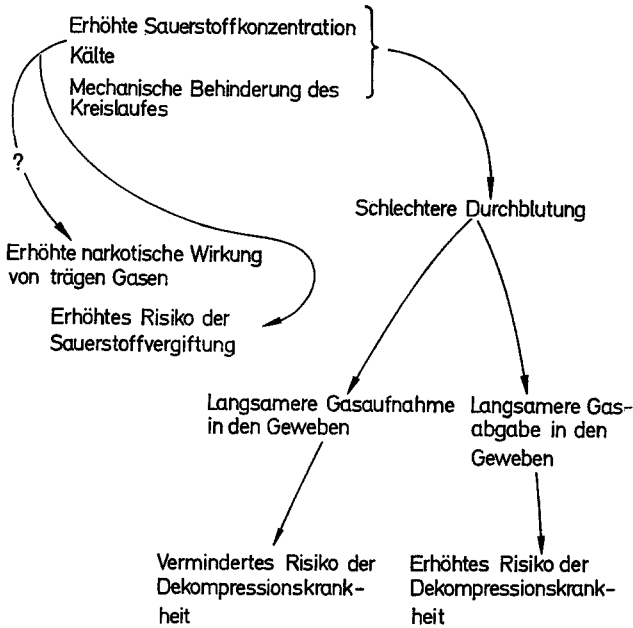 Erhöhte Sauerstoffkonzentration
Kälte
Mechanische Behinderung des
Kreislaufes
?
Schlechtere Durchblutung
Erhöhte narkotische Wirkung
von trägen Gasen
Erhöhtes Risiko der
Sauerstoffvergiftung
Langsamere Gasaufnahme
in den Geweben
Langsamere Gas-
abgabe in den
Geweben
Vermindertes Risiko der
Dekompressionskrank-
heit
Erhöhtes Risiko der
Dekompressionskrank-
heit